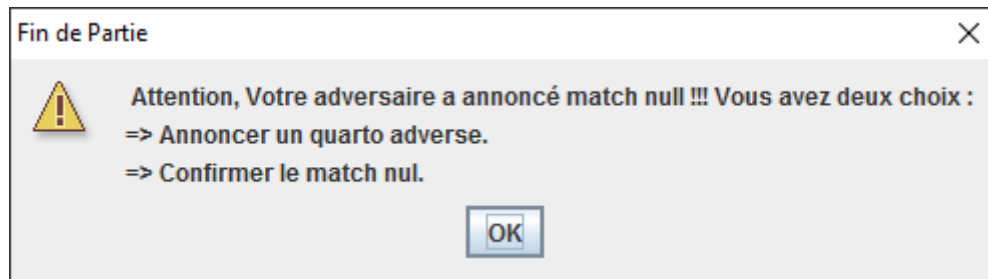 Fin de Partie
Attention, Votre adversaire a annoncé match null !!! Vous avez deux choix :
=> Annoncer un quarto adverse.
=> Confirmer le match nul.
OK